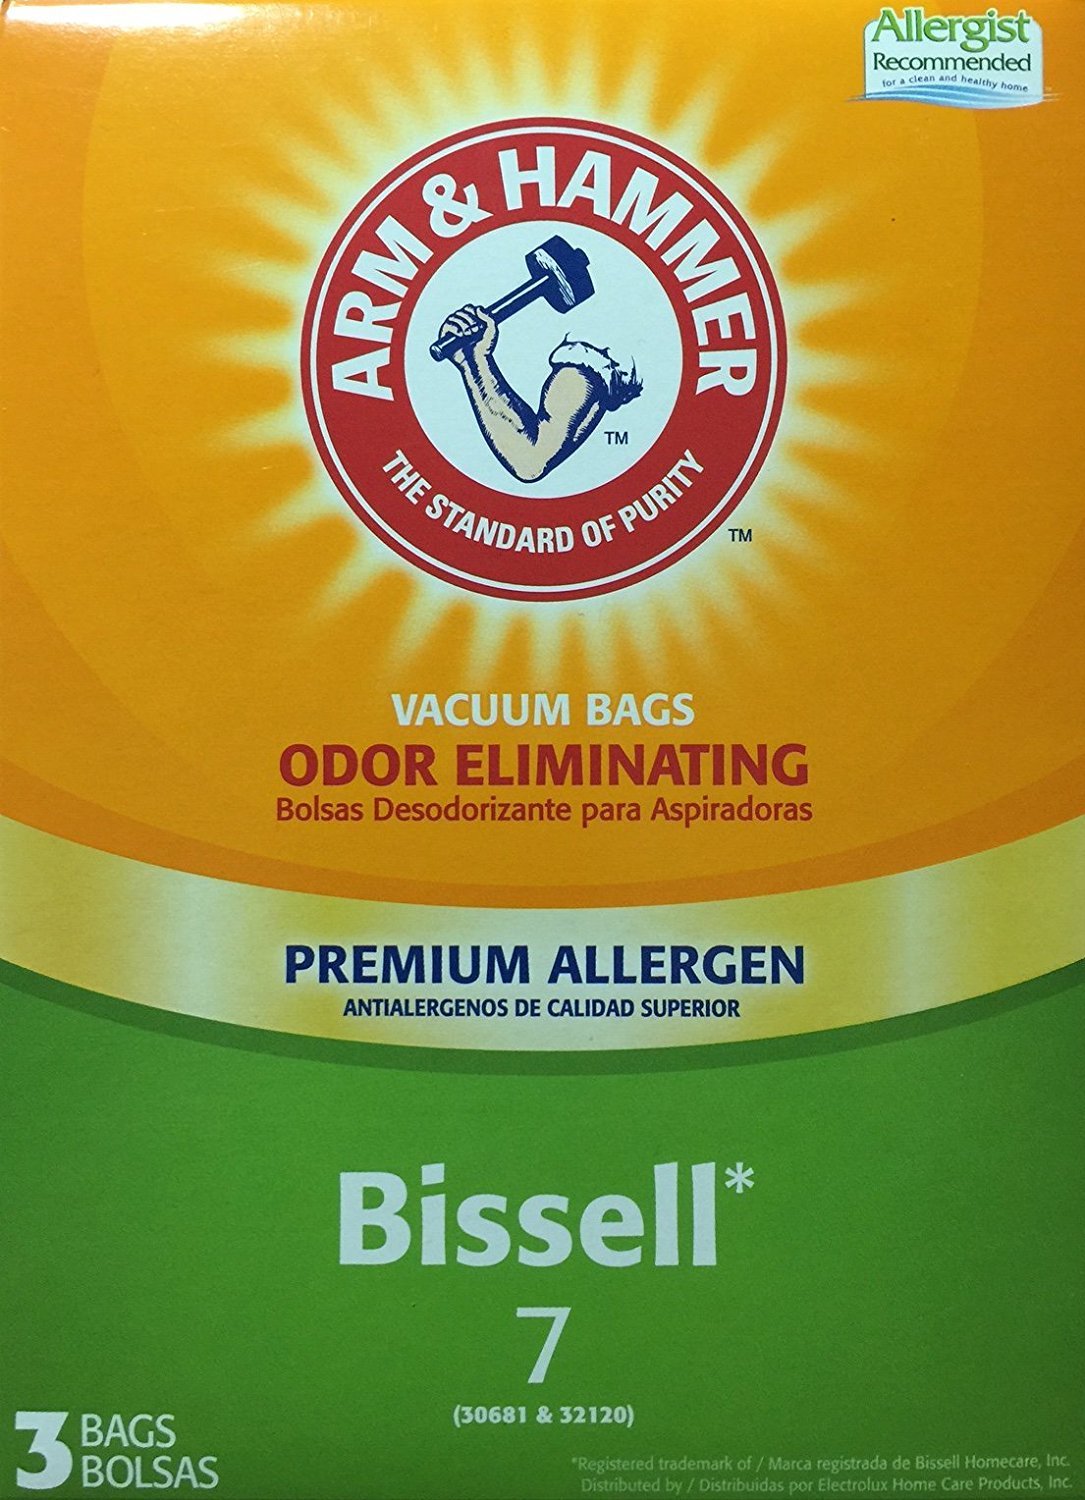 Allergist
Recommended
for a clean and healthy home
ARM & HAMMER
TM
THE STANDARD OF PURITY
TM
VACUUM BAGS
ODOR ELIMINATING
Bolsas Desodorizante para Aspiradoras
PREMIUM ALLERGEN
ANTIALERGENOS DE CALIDAD SUPERIOR
Bissell*
7
(30681 & 32120)
3 BAGS
BOLSAS
*Registered trademark of / Marca registrada de Bissell Homecare, Inc.
Distributed by / Distribuidas por Electrolux Home Care Products, Inc.